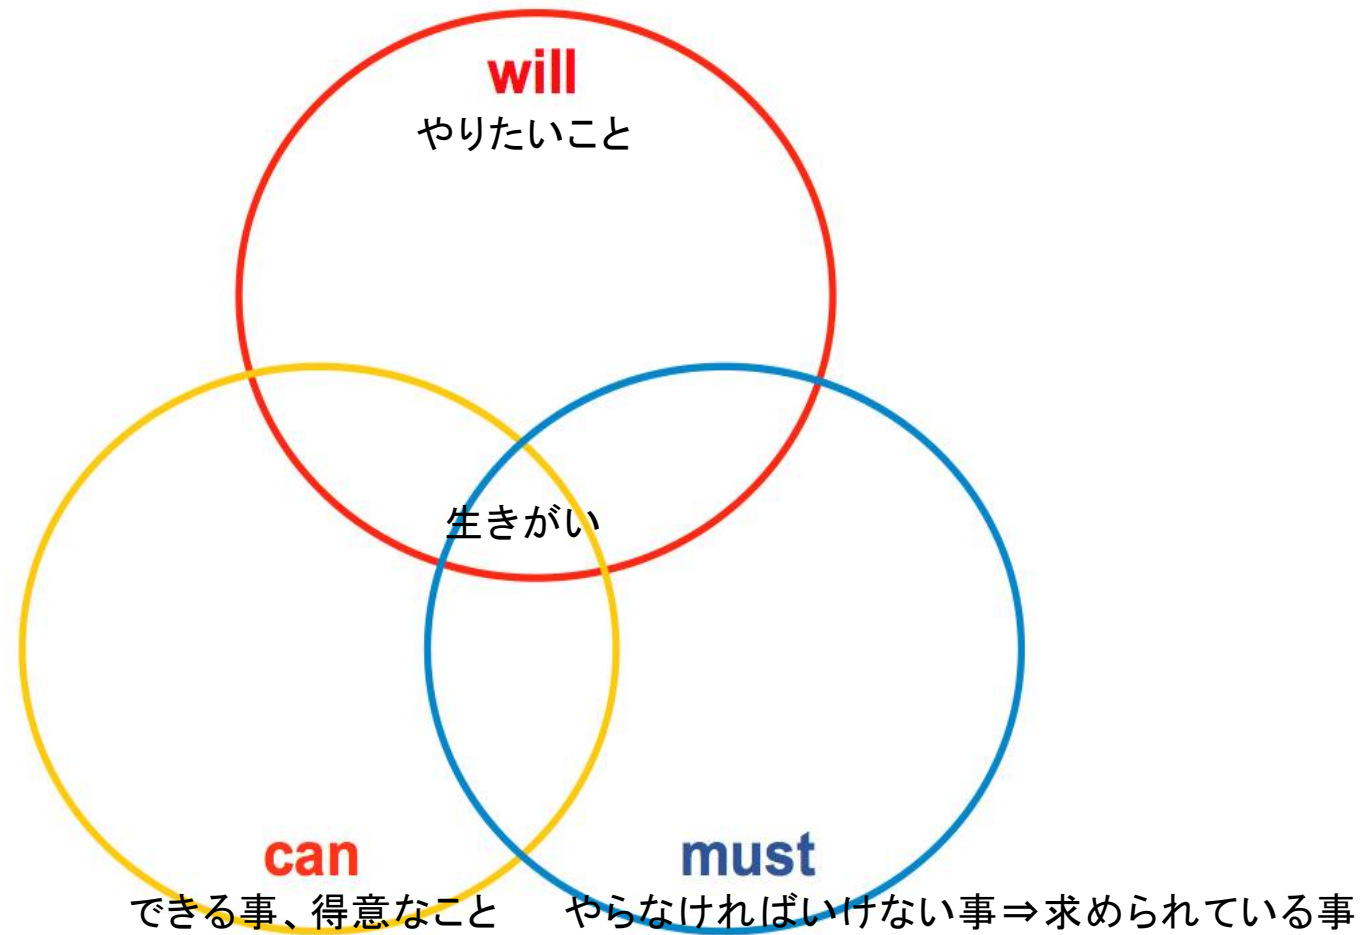 will
やりたいこと
生きがい
can
できる事、得意なこと
must
やらなければいけない事⇒求められている事